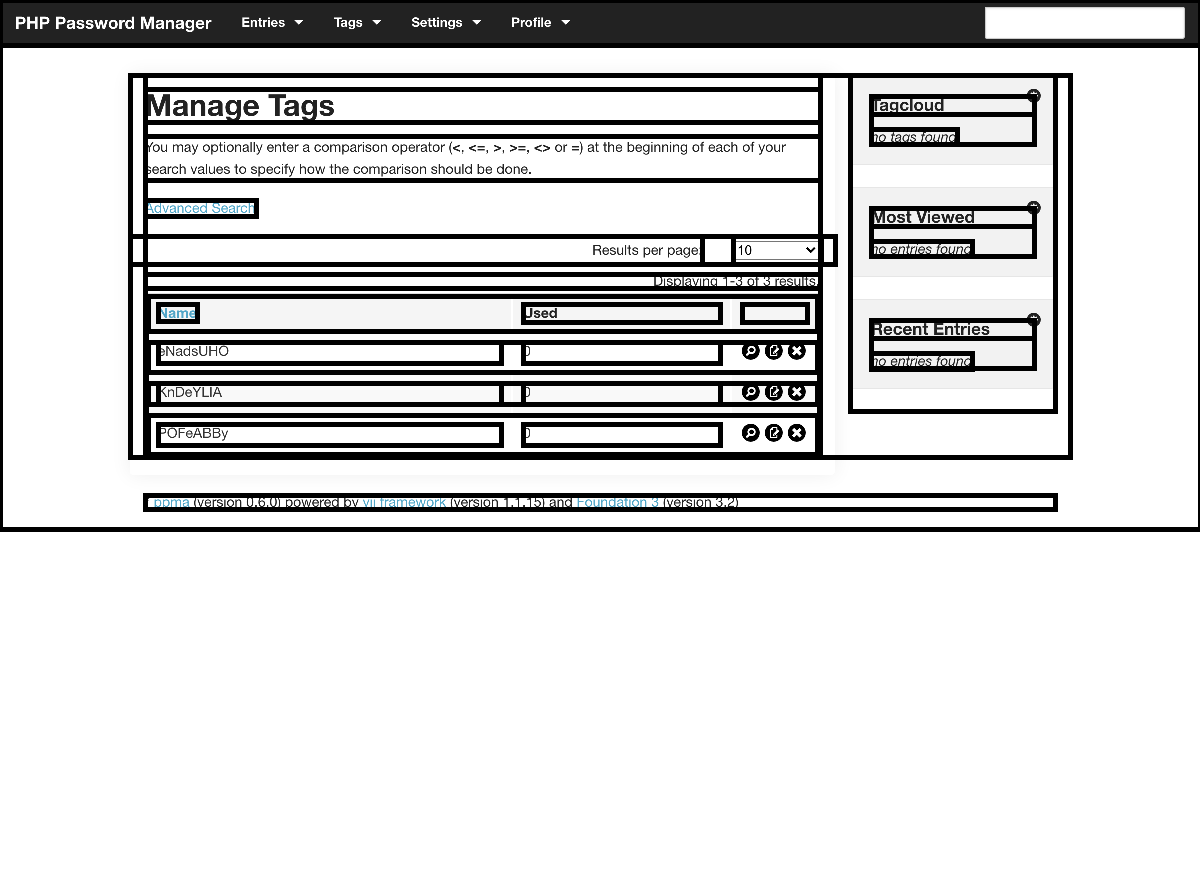 PHP Password Manager Entries Tags Settings Profile
Manage Tags
You may optionally enter a comparison operator (<, <=, >, >=, <> or =) at the beginning of each of your
search values to specify how the comparison should be done.
Advanced Search
Results per page: 10
Displaying 1-3 of 3 results.
Name Used
eNadsUHO 0
KnDeYLIA 0
POFeABBy 0
Tagcloud
no tags found
Most Viewed
no entries found
Recent Entries
no entries found
ppma (version 0.6.0) powered by yii framework (version 1.1.15) and Foundation 3 (version 3.2)